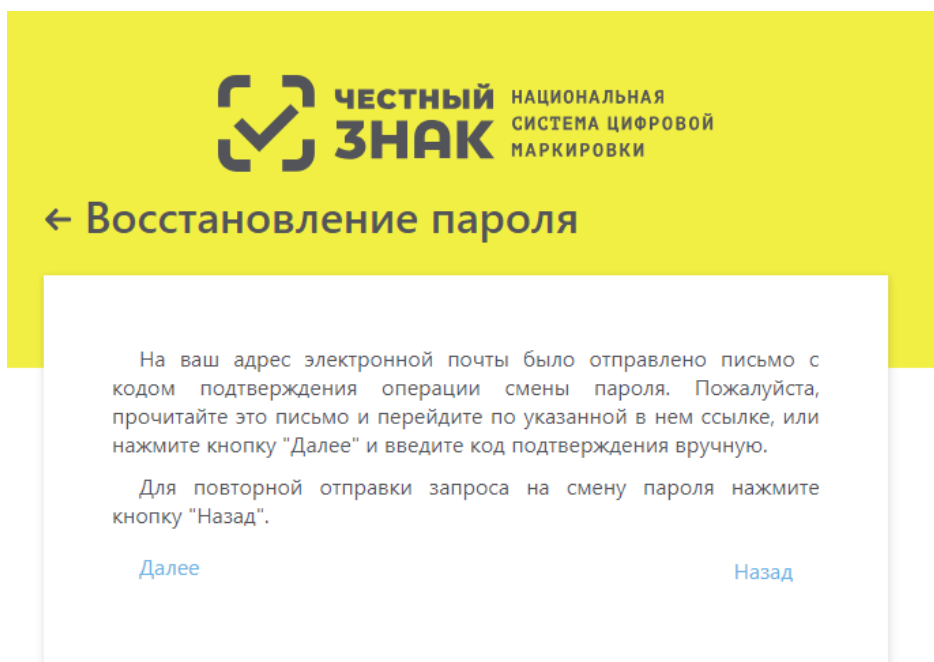 ЧЕСТНЫЙ
ЗНАК
НАЦИОНАЛЬНАЯ
СИСТЕМА ЦИФРОВОЙ
МАРКИРОВКИ
← Восстановление пароля
На ваш адрес электронной почты было отправлено письмо с
кодом подтверждения операции смены пароля. Пожалуйста,
прочитайте это письмо и перейдите по указанной в нем ссылке, или
нажмите кнопку "Далее" и введите код подтверждения вручную.
Для повторной отправки запроса на смену пароля нажмите
кнопку "Назад".
Далее
Назад